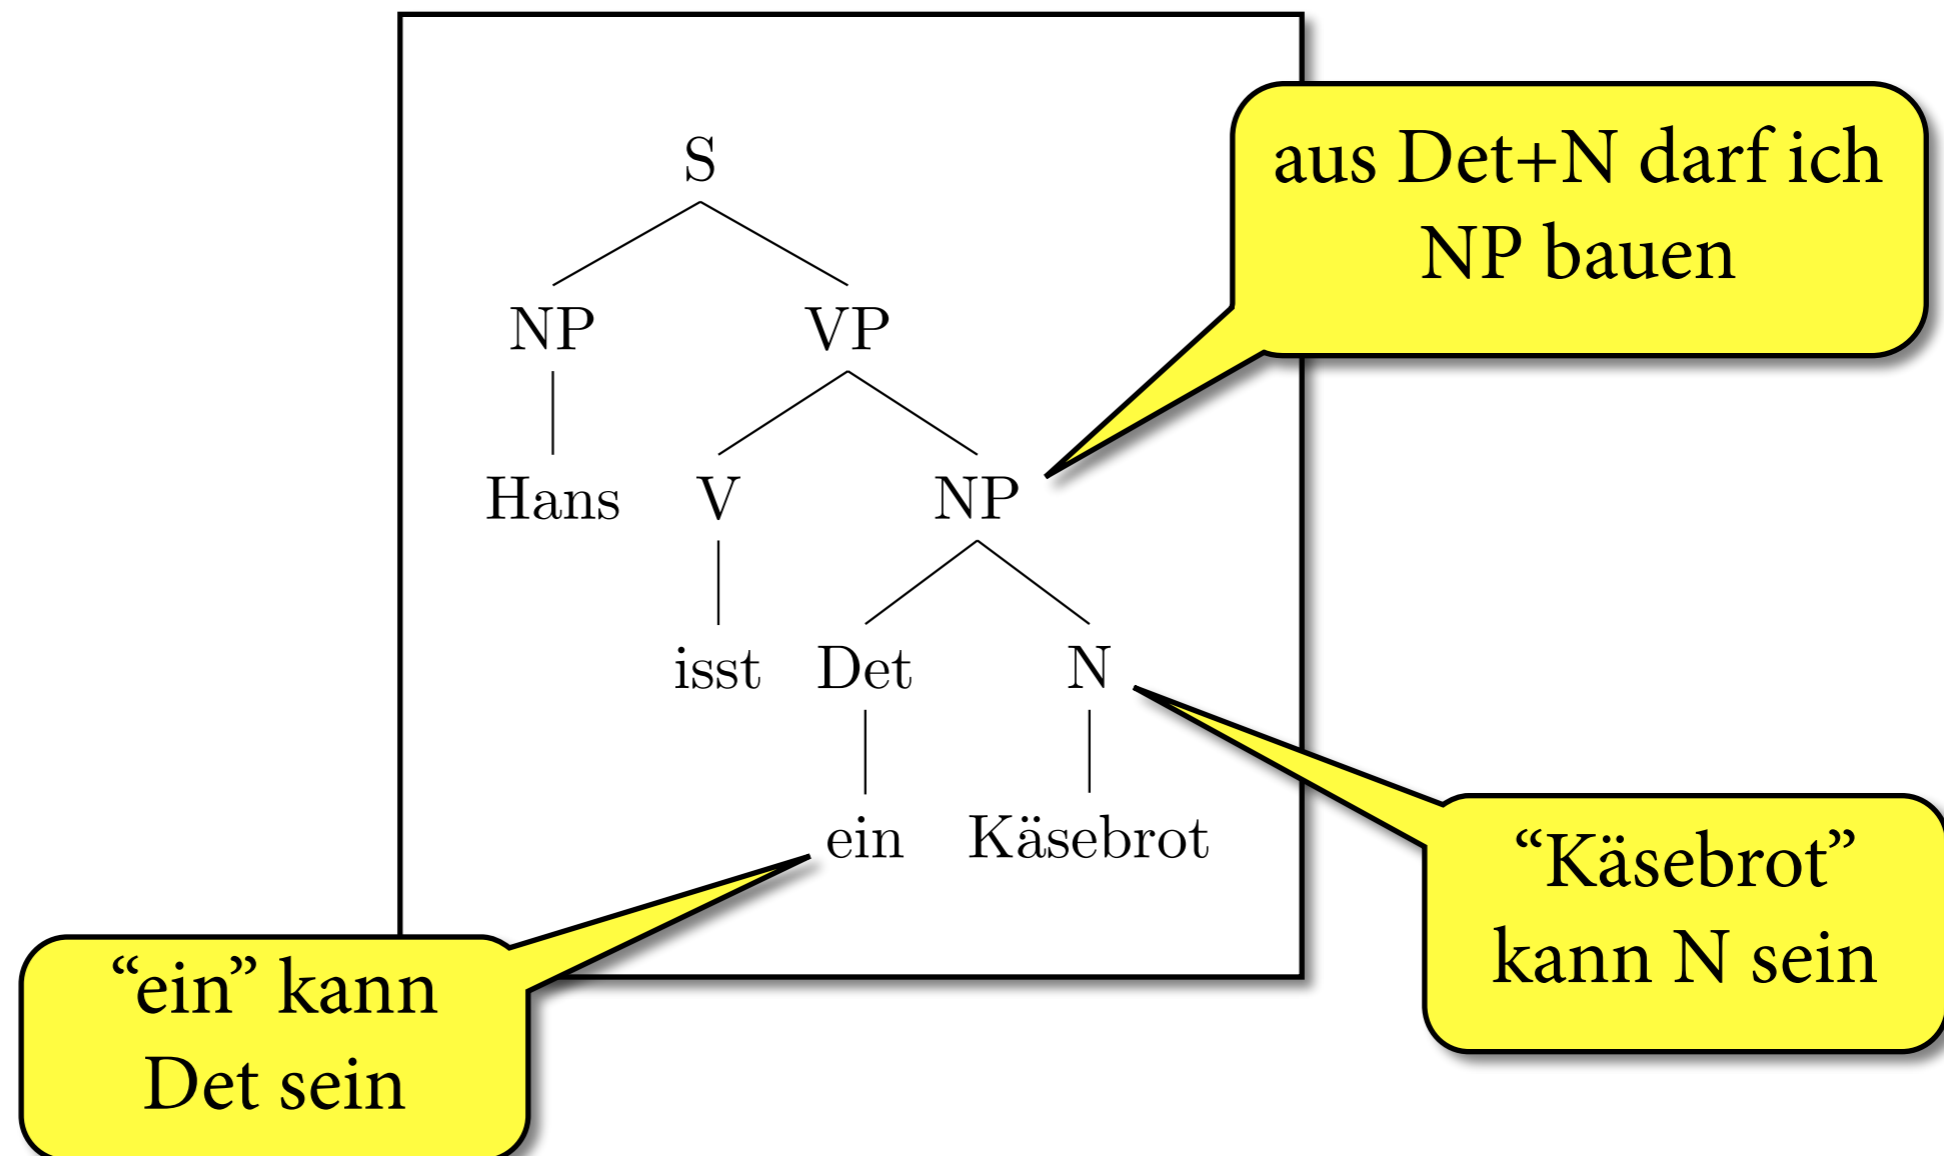 S
aus Det+N darf ich
NP bauen
NP VP
Hans V NP
isst Det N
ein Käsebrot
“Käsebrot”
kann N sein
“ein” kann
Det sein